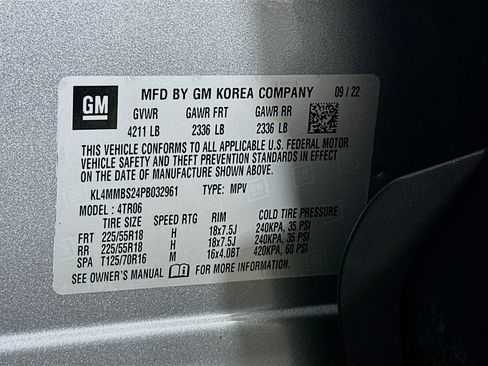 GM
MFD BY GM KOREA COMPANY 09 / 22
GVWR GAWR FRT GAWR RR
4211 LB 2336 LB 2336 LB
THIS VEHICLE CONFORMS TO ALL APPLICABLE U.S. FEDERAL MOTOR
VEHICLE SAFETY AND THEFT PREVENTION STANDARDS IN EFFECT
ON THE DATE OF MANUFACTURE SHOWN ABOVE.
KL4MMBS24PB032961 TYPE: MPV
MODEL : 4TR06
TIRE SIZE SPEED RTG RIM COLD TIRE PRESSURE
FRT 225/55R18 H 18x7.5J 240KPA, 35 PSI
RR 225/55R18 H 18x7.5J 240KPA, 35 PSI
SPA T125/70R16 M 16x4.0BT 420KPA, 60 PSI
SEE OWNER'S MANUAL FOR MORE INFORMATION.